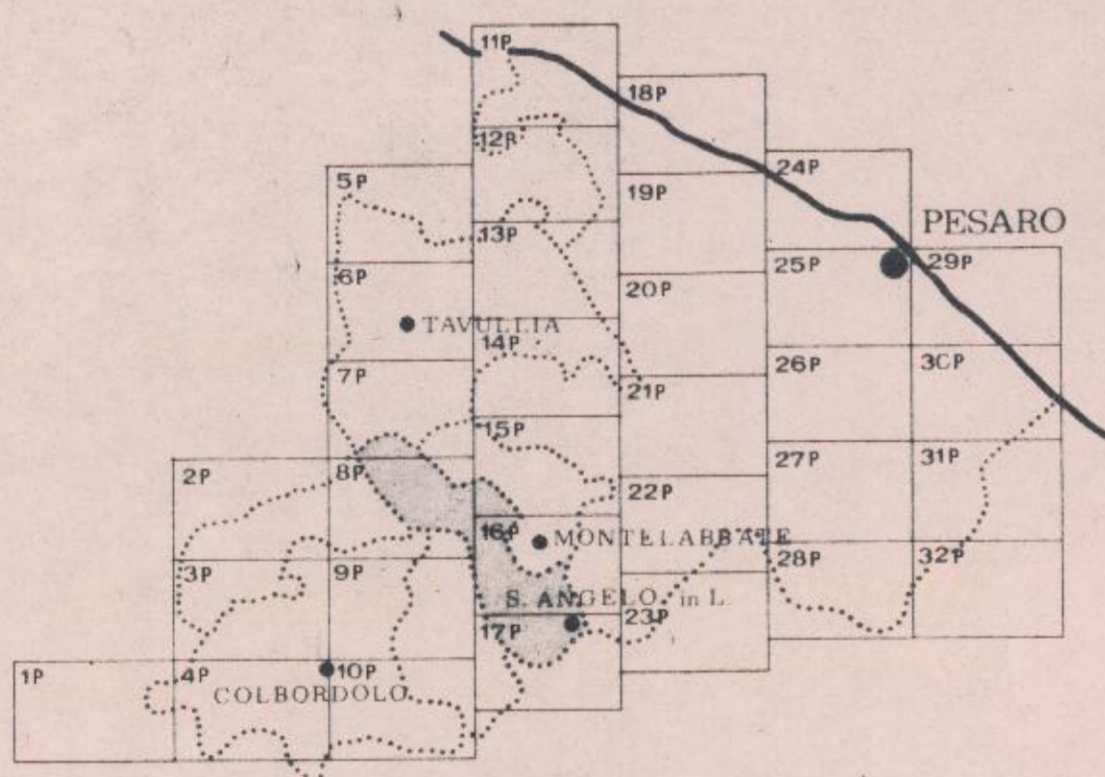 11P
18P
12P
24P
5P
19P
PESARO
13P
25P
29P
6P
20P
TAVULLIA
14P
26P
30P
7P
21P
15P
27P
31P
2P
8P
22P
16P
MONTELABBATE
28P
32P
3P
9P
S. ANGELO in L.
23P
17P
1P
4P
10P
COLBORDOLO